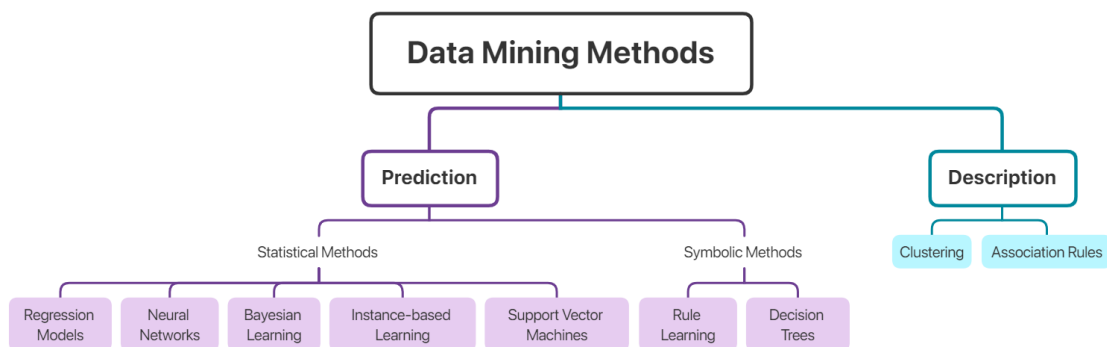 Data Mining Methods
Prediction
Description
Statistical Methods
Symbolic Methods
Clustering
Association Rules
Regression
Models
Neural
Networks
Bayesian
Learning
Instance-based
Learning
Support Vector
Machines
Rule
Learning
Decision
Trees